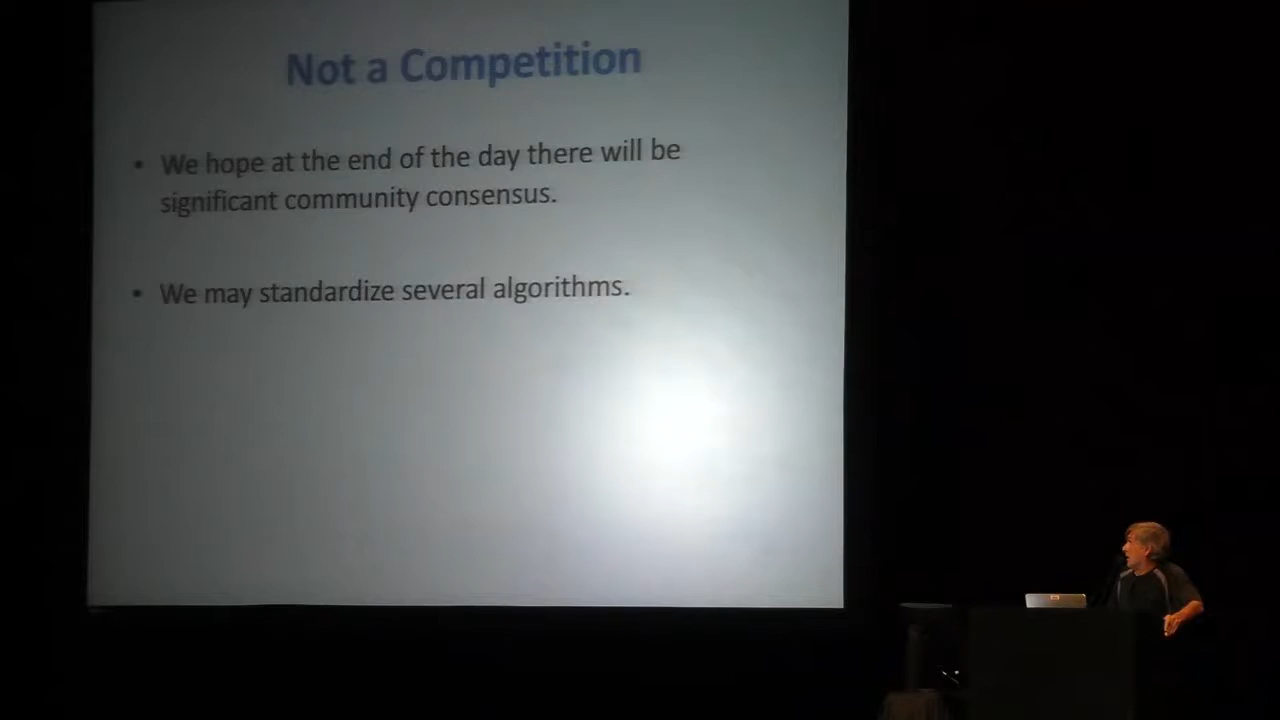 Not a Competition
• We hope at the end of the day there will be
significant community consensus.
• We may standardize several algorithms.